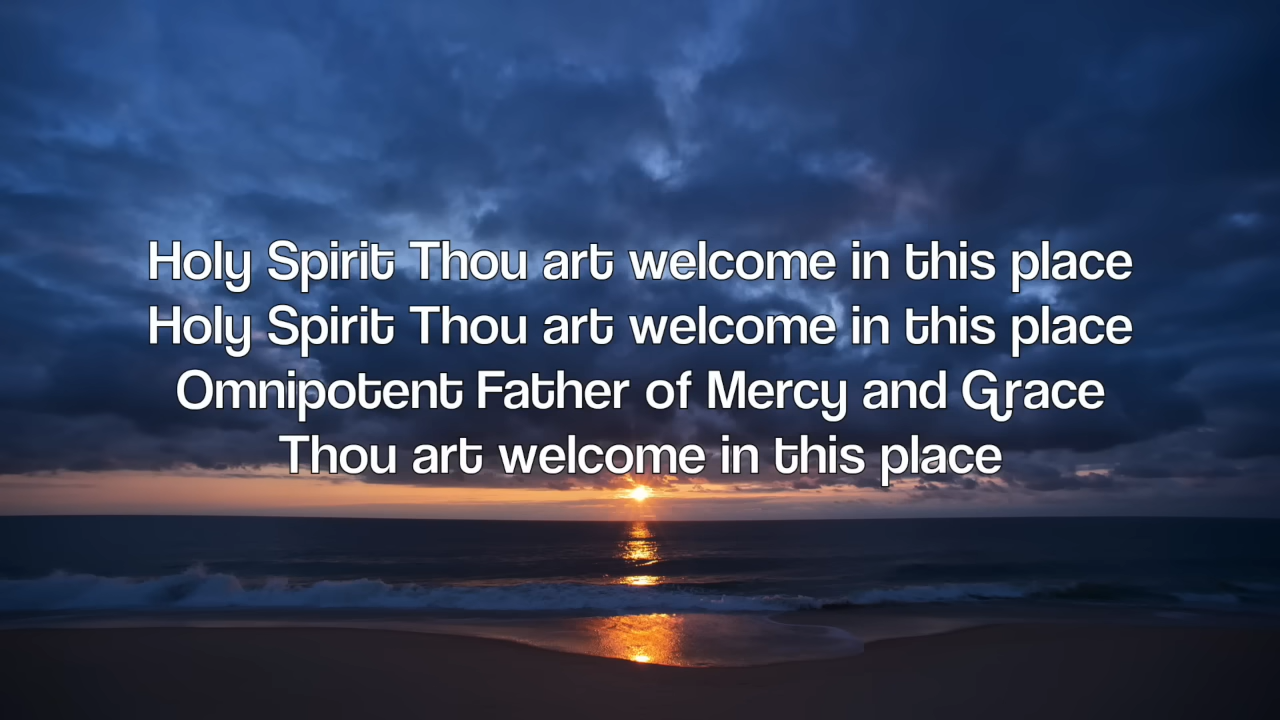 Holy Spirit Thou art welcome in this place
Holy Spirit Thou art welcome in this place
Omnipotent Father of Mercy and Grace
Thou art welcome in this place